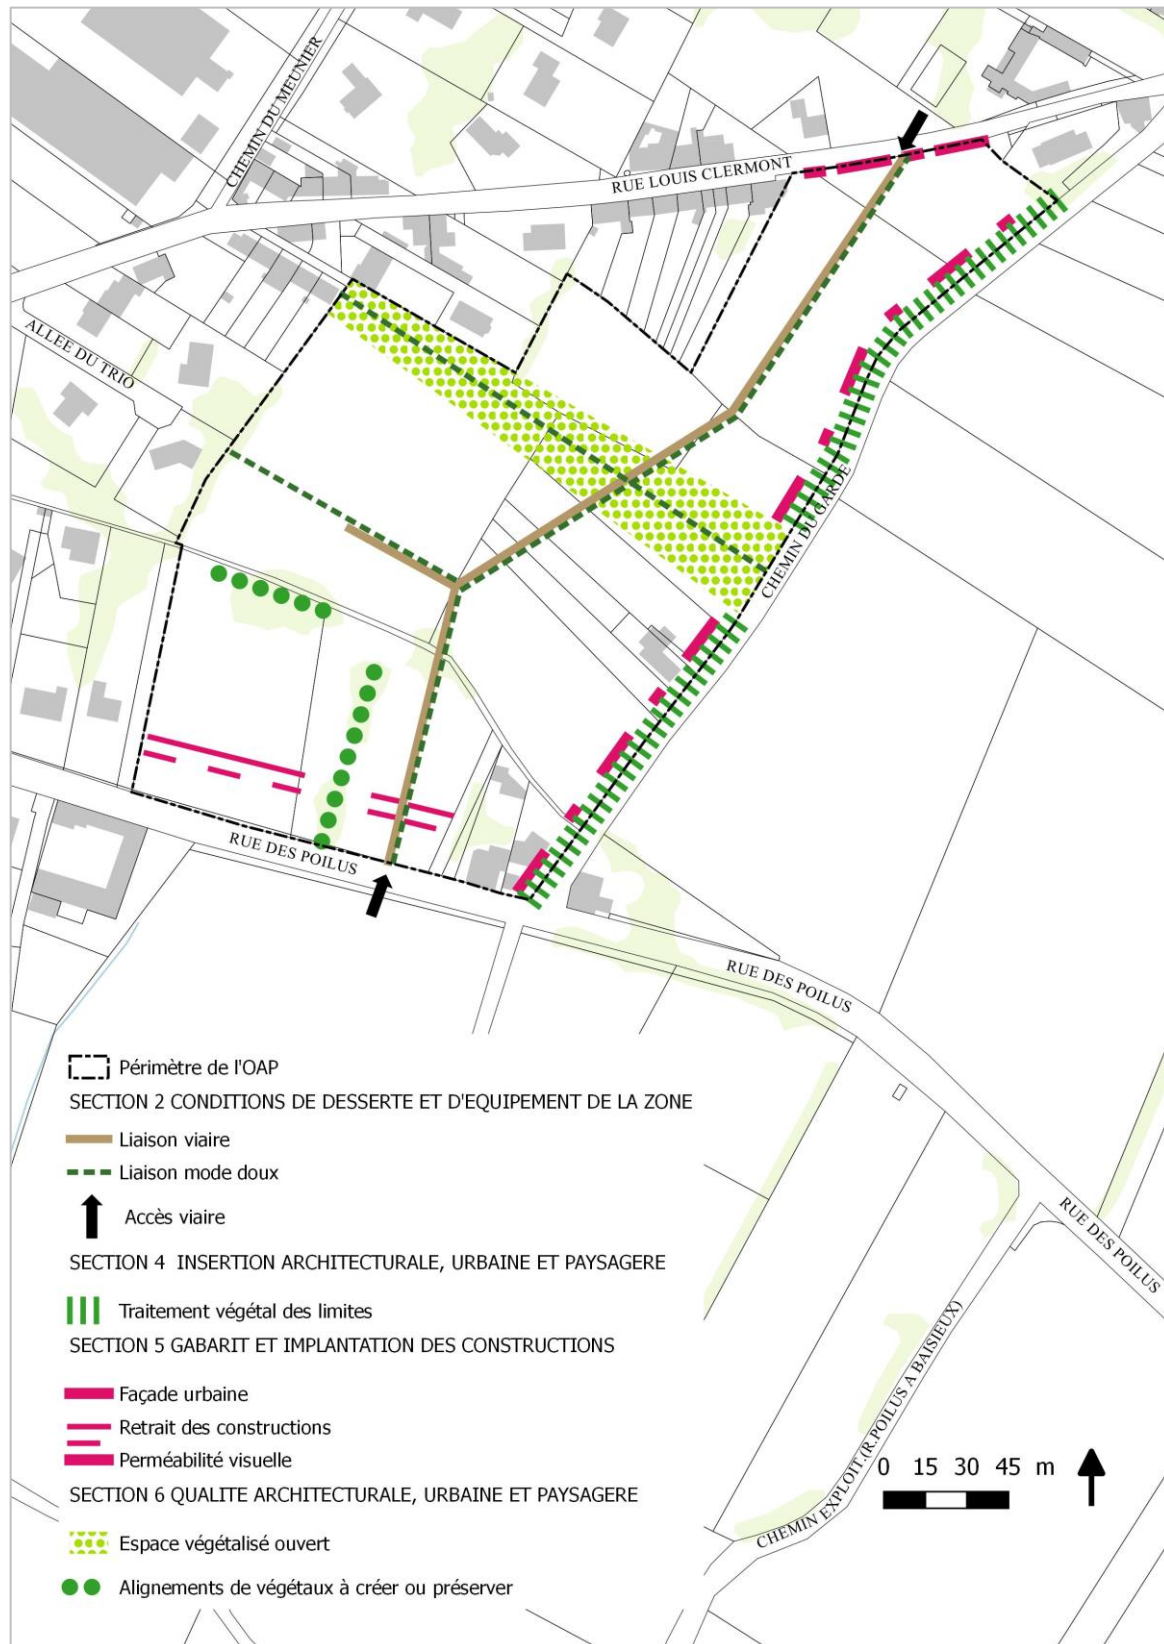 CHEMIN DU MEUNIER
RUE LOUIS CLERMONT
ALLEE DU TRIO
CHEMIN DU GARDE
RUE DES POILUS
RUE DES POILUS
RUE DES POILUS
CHEMIN EXPLOIT.(R.POILUS A BAISIEUX)
Périmètre de l'OAP
SECTION 2 CONDITIONS DE DESSERTE ET D'EQUIPEMENT DE LA ZONE
Liaison viaire
Liaison mode doux
Accès viaire
SECTION 4 INSERTION ARCHITECTURALE, URBAINE ET PAYSAGERE
Traitement végétal des limites
SECTION 5 GABARIT ET IMPLANTATION DES CONSTRUCTIONS
Façade urbaine
Retrait des constructions
Perméabilité visuelle
SECTION 6 QUALITE ARCHITECTURALE, URBAINE ET PAYSAGERE
Espace végétalisé ouvert
Alignements de végétaux à créer ou préserver
0 15 30 45 m